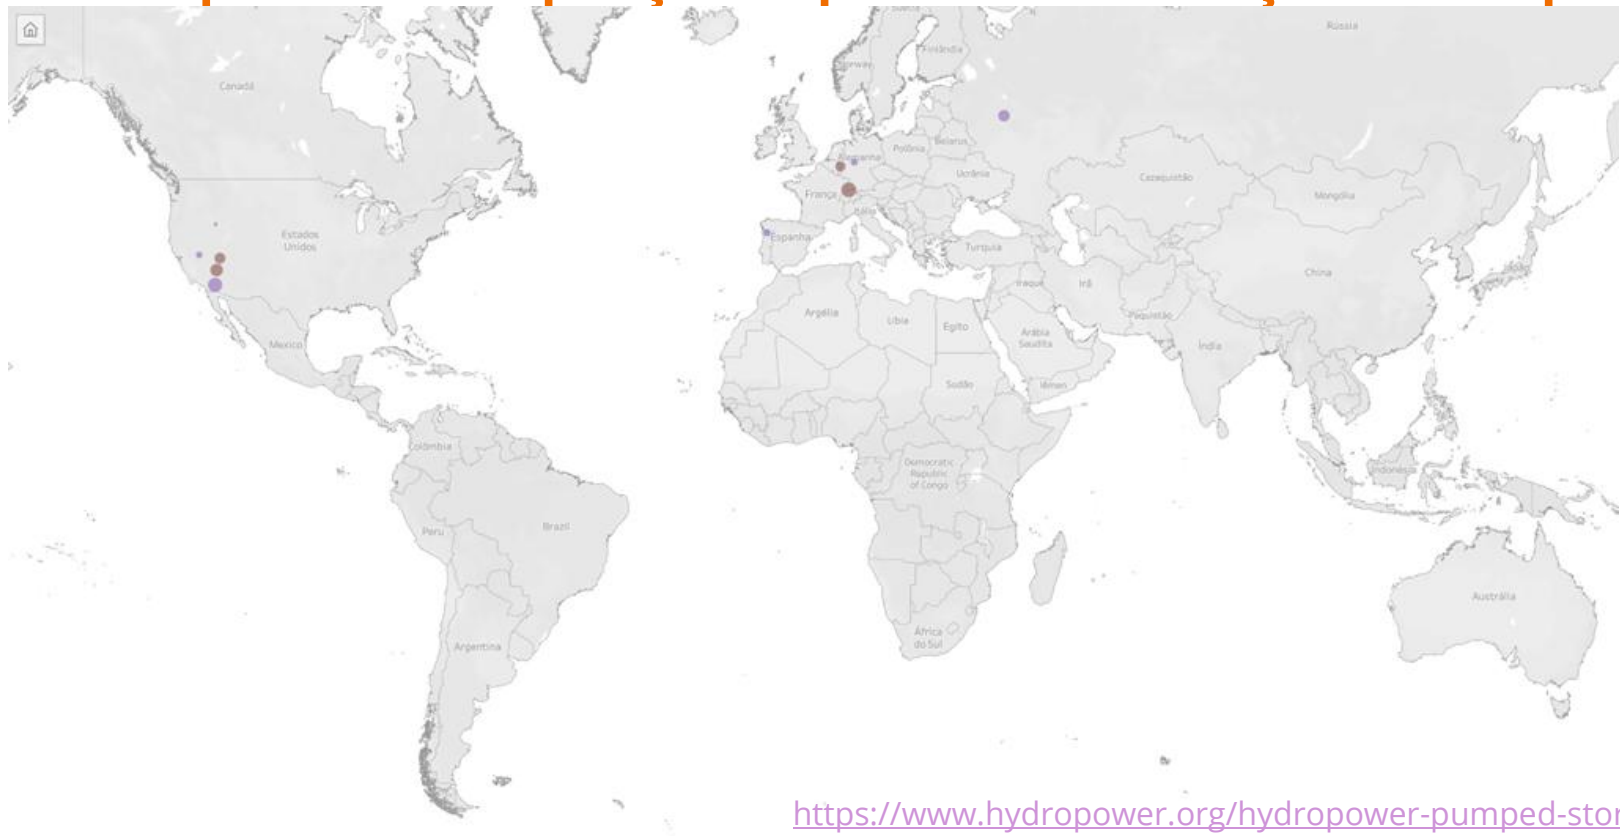 Rússia
Finlândia
Norway
Canadá
Polônia
Belarus
Ucrânia
Cazaquistão
França
Mongólia
Estados
Unidos
Espanha
Turquia
China
Iraque
Irã
Argélia
Líbia
Egito
Paquistão
Arábia
Saudita
México
Índia
Sudão
Iêmen
Colômbia
Democratic
Republic
of Congo
Indonésia
Peru
Brazil
Austrália
África
do Sul
Argentina
https://www.hydropower.org/hydropower-pumped-stor